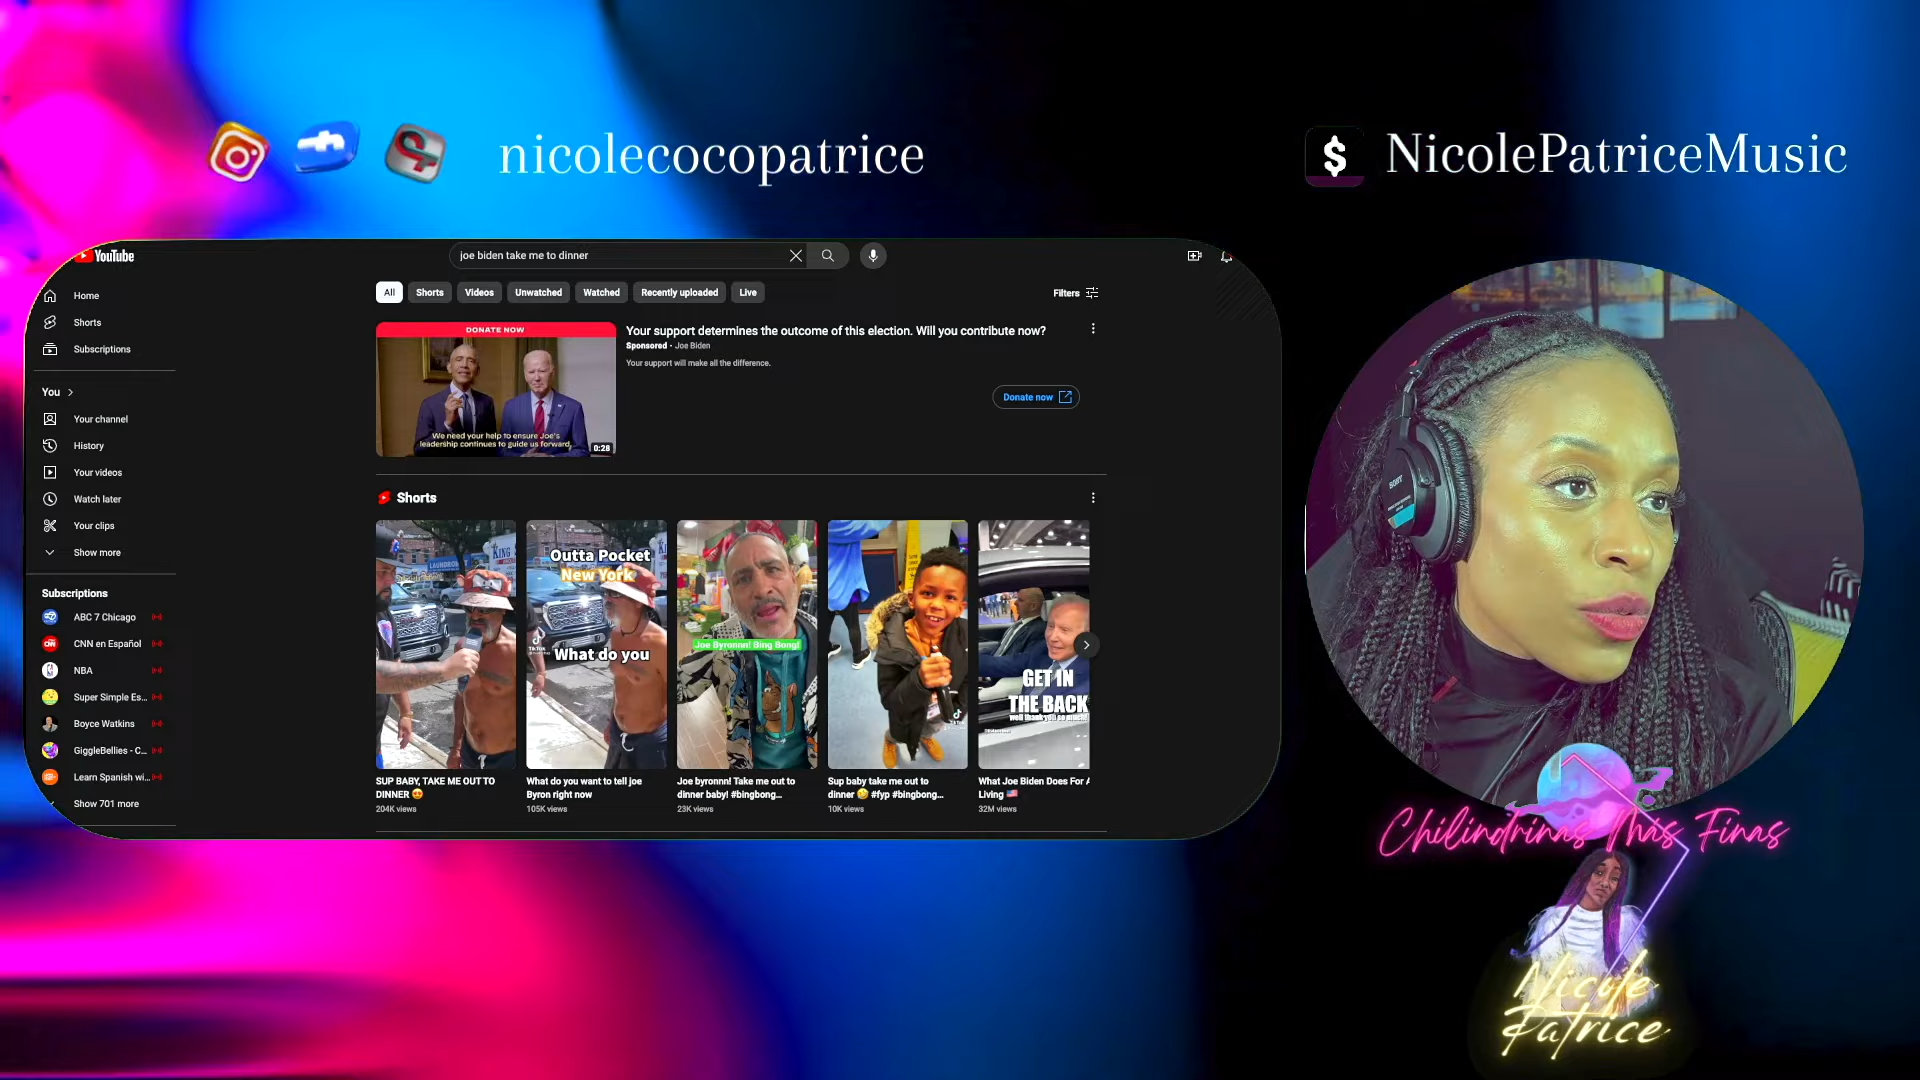 nicolecocopatrice
NicolePatriceMusic
YouTube
joe biden take me to dinner
Home
Shorts
Subscriptions
You
Your channel
History
Your videos
Watch later
Your clips
Show more
Subscriptions
ABC 7 Chicago
CNN en Español
NBA
Super Simple Es...
Boyce Watkins
GiggleBellies - C...
Learn Spanish wi...
Show 701 more
All
Shorts
Videos
Unwatched
Watched
Recently uploaded
Live
Filters
DONATE NOW
We need your help to ensure Joe's
leadership continues to guide us forward,
0:28
Your support determines the outcome of this election. Will you contribute now?
Sponsored · Joe Biden
Your support will make all the difference.
Donate now
Shorts
Outta Pocket
New York
What do you
TikTok
Joe Byronnn! Bing Bong!
GET IN
THE BACK
well thank you so much!
SUP BABY, TAKE ME OUT TO
DINNER 😍
204K views
What do you want to tell joe
Byron right now
105K views
Joe byronnn! Take me out to
dinner baby! #bingbong...
23K views
Sup baby take me out to
dinner 🤣 #fyp #bingbong...
10K views
What Joe Biden Does For A
Living 🇺🇸
32M views
SONY
Chilindrinas Más Finas
Nicole
Patrice